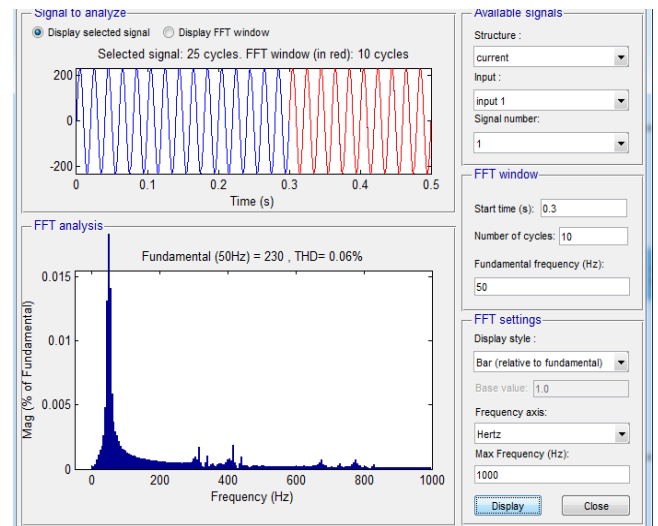 Signal to analyze
Display selected signal Display FFT window
Selected signal: 25 cycles. FFT window (in red): 10 cycles
200
0
-200
0 0.1 0.2 0.3 0.4 0.5
Time (s)
FFT analysis
Fundamental (50Hz) = 230 , THD= 0.06%
0.015
0.01
0.005
0
Mag (% of Fundamental)
0 200 400 600 800 1000
Frequency (Hz)
Available signals
Structure :
current
Input :
input 1
Signal number:
1
FFT window
Start time (s): 0.3
Number of cycles: 10
Fundamental frequency (Hz):
50
FFT settings
Display style :
Bar (relative to fundamental)
Base value: 1.0
Frequency axis:
Hertz
Max Frequency (Hz):
1000
Display Close